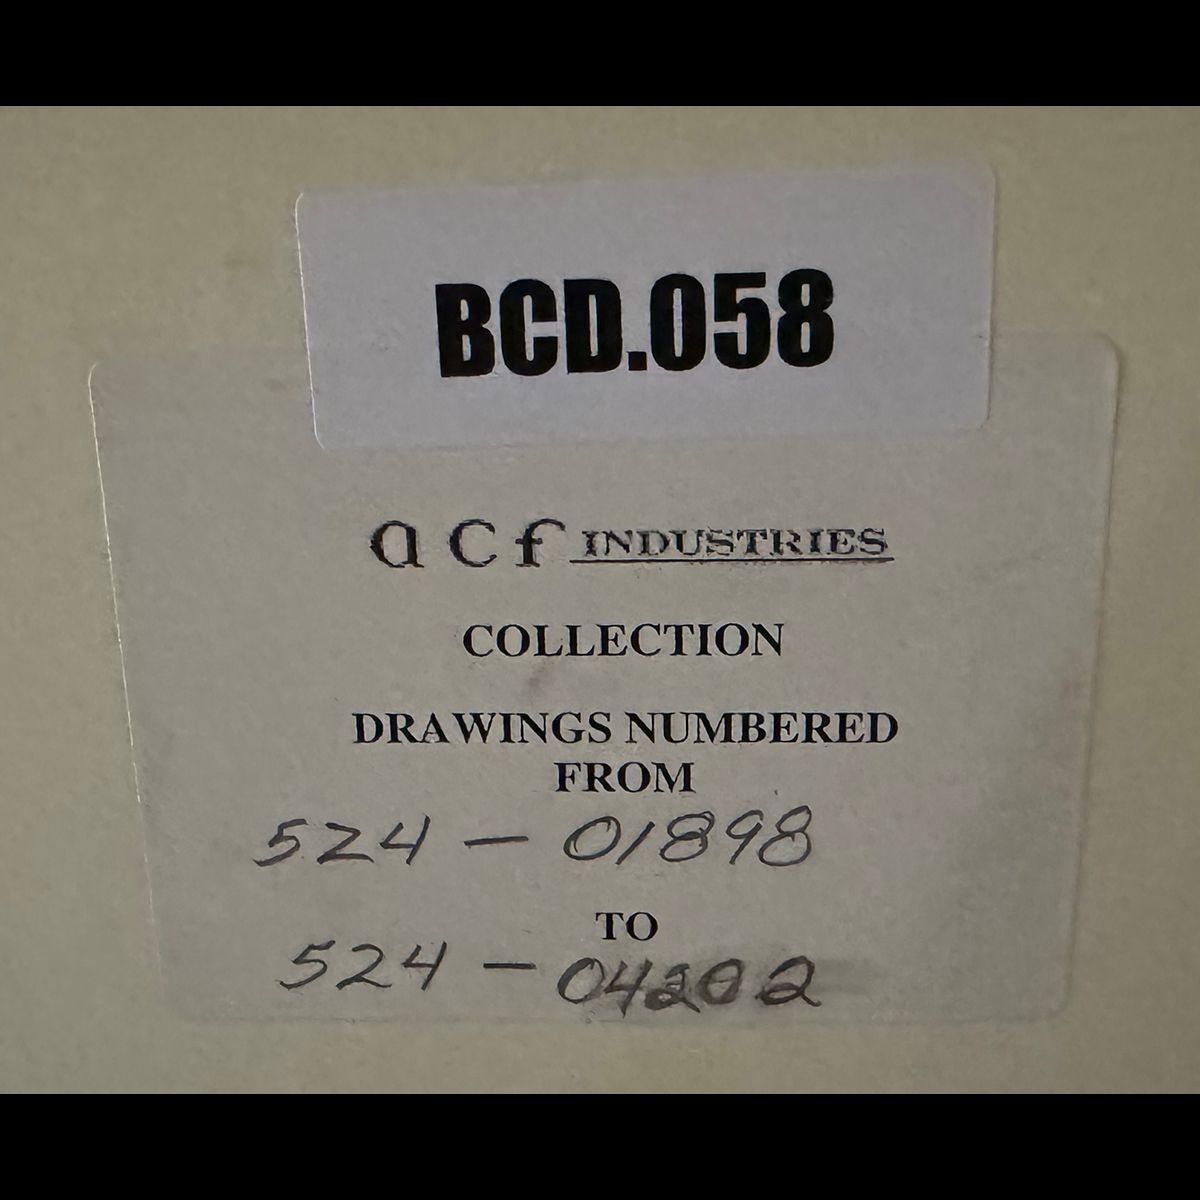 BCD.058
acf INDUSTRIES
COLLECTION
DRAWINGS NUMBERED
FROM
524 - 01898
TO
524 - 04202